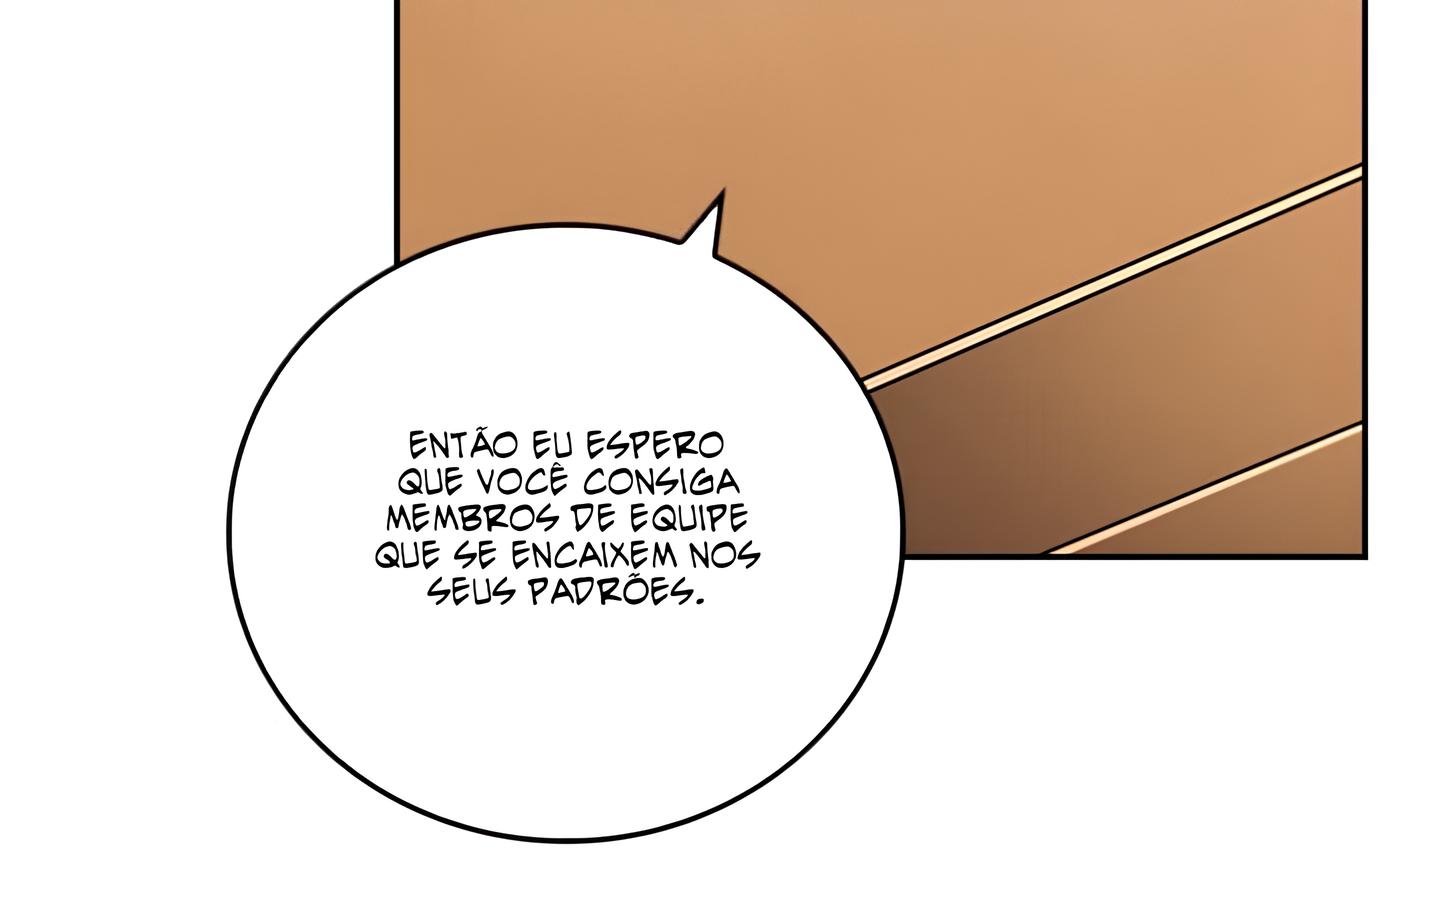 ENTÃO EU ESPERO
QUE VOCÊ CONSIGA
MEMBROS DE EQUIPE
QUE SE ENCAIXEM NOS
SEUS PADRÕES.